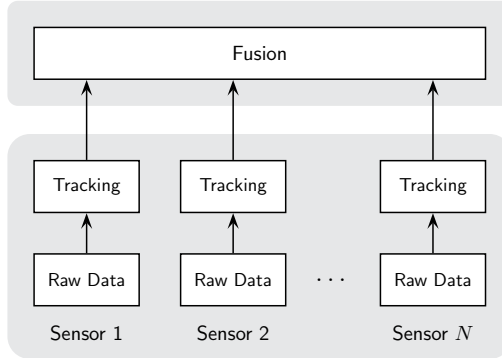 Fusion
Tracking Tracking Tracking
Raw Data Raw Data . . . Raw Data
Sensor 1 Sensor 2 Sensor N